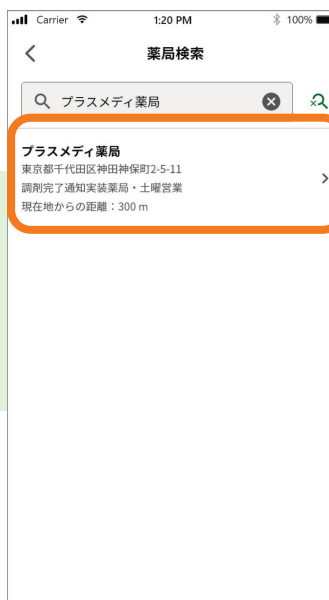 Carrier 1:20 PM 100%
薬局検索
プラスメディ薬局
プラスメディ薬局
東京都千代田区神田神保町2-5-11
調剤完了通知実装薬局・土曜営業
現在地からの距離：300 m